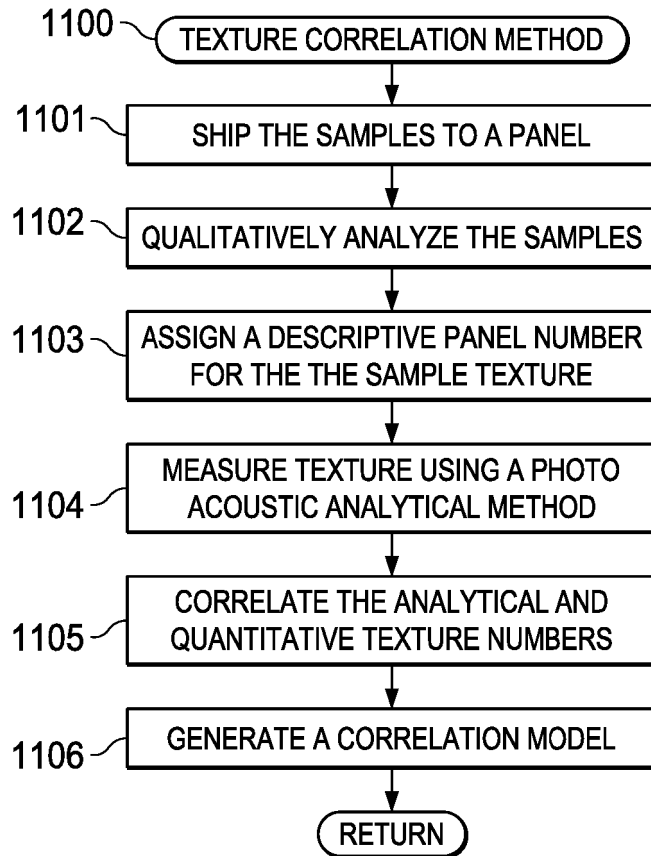 1100 TEXTURE CORRELATION METHOD
1101 SHIP THE SAMPLES TO A PANEL
1102 QUALITATIVELY ANALYZE THE SAMPLES
1103 ASSIGN A DESCRIPTIVE PANEL NUMBER
FOR THE THE SAMPLE TEXTURE
MEASURE TEXTURE USING A PHOTO
1104 ACOUSTIC ANALYTICAL METHOD
CORRELATE THE ANALYTICAL AND
1105 QUANTITATIVE TEXTURE NUMBERS
1106 GENERATE A CORRELATION MODEL
RETURN